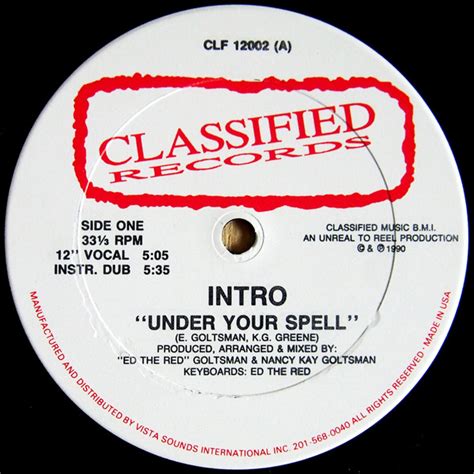 CLF 12002 (A)
CLASSIFIED
RECORDS
SIDE ONE
33⅓ RPM
12" VOCAL 5:05
INSTR. DUB 5:35
CLASSIFIED MUSIC B.M.I.
AN UNREAL TO REEL PRODUCTION
© & ℗ 1990
INTRO
"UNDER YOUR SPELL"
(E. GOLTSMAN, K.G. GREENE)
PRODUCED, ARRANGED & MIXED BY:
"ED THE RED" GOLTSMAN & NANCY KAY GOLTSMAN
KEYBOARDS: ED THE RED
MANUFACTURED AND DISTRIBUTED BY VISTA SOUNDS INTERNATIONAL INC. 201-568-0040 ALL RIGHTS RESERVED - MADE IN USA